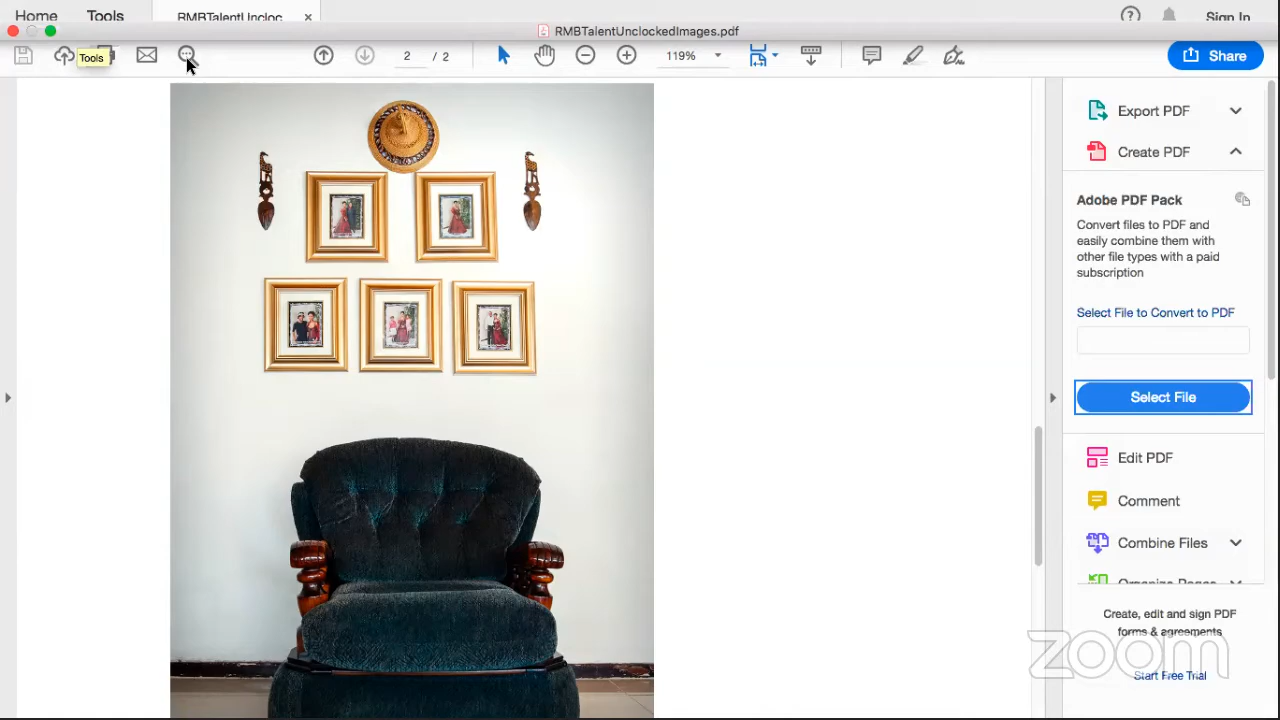 Home
Tools
RMBTalentUncloc
×
Sign In
RMBTalentUnclockedImages.pdf
Tools
2
/ 2
119%
Share
Export PDF
Create PDF
Adobe PDF Pack
Convert files to PDF and
easily combine them with
other file types with a paid
subscription
Select File to Convert to PDF
Select File
Edit PDF
Comment
Combine Files
Organize Pages
Create, edit and sign PDF
forms & agreements
zoom
Start Free Trial